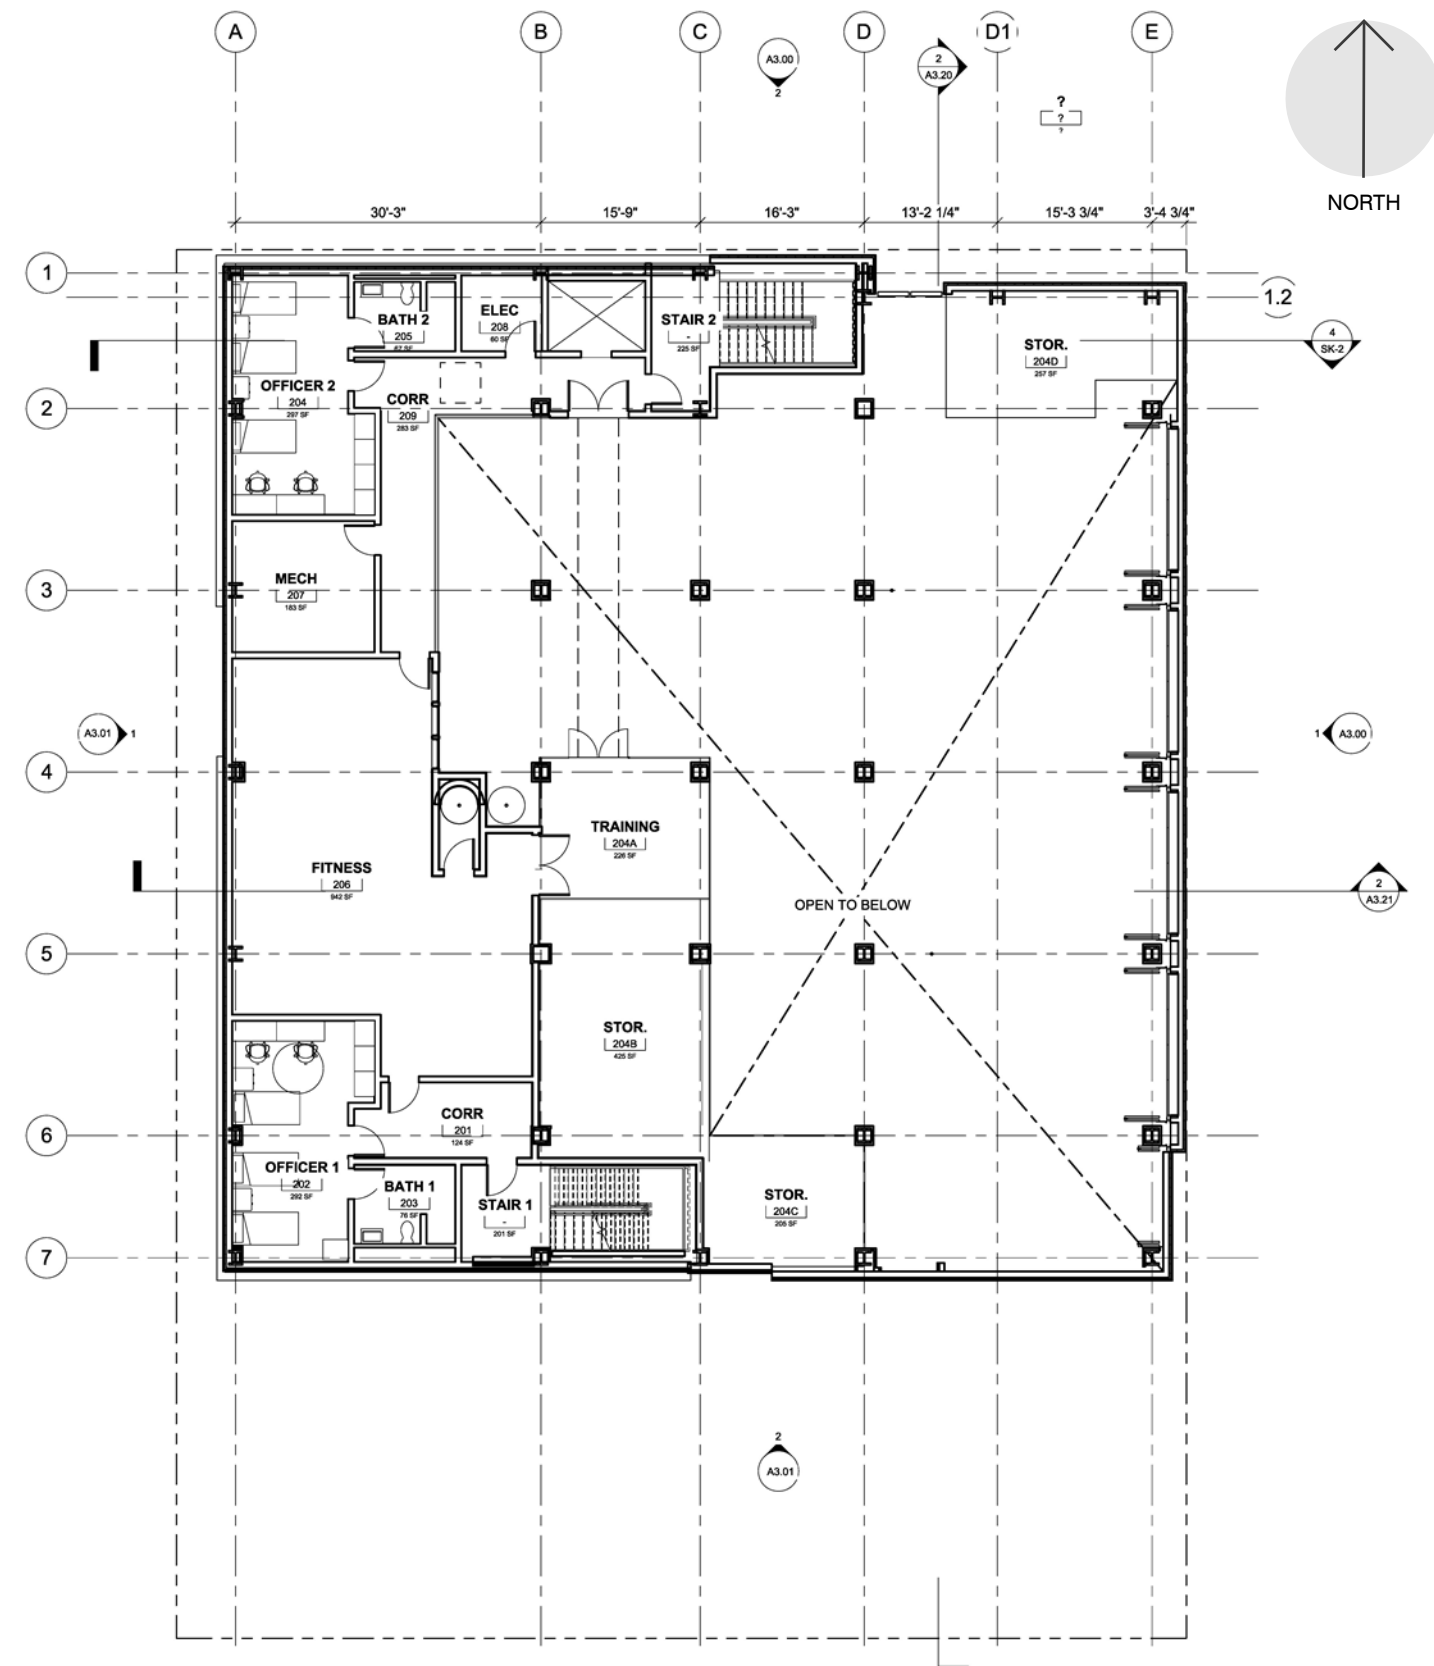 A B C D D1 E
A3.00
2
2
A3.20
?
?
?
NORTH
30'-3" 15'-9" 16'-3" 13'-2 1/4" 15'-3 3/4" 3'-4 3/4"
1
1.2
BATH 2
205
67 SF
ELEC
208
60 SF
STAIR 2
-
225 SF
STOR.
204D
257 SF
4
SK-2
OFFICER 2
204
297 SF
CORR
209
283 SF
2
MECH
207
183 SF
3
A3.01 1
1 A3.00
4
TRAINING
204A
226 SF
FITNESS
206
942 SF
OPEN TO BELOW
2
A3.21
5
STOR.
204B
425 SF
CORR
201
124 SF
6
OFFICER 1
202
292 SF
BATH 1
203
76 SF
STAIR 1
-
201 SF
STOR.
204C
205 SF
7
2
A3.01